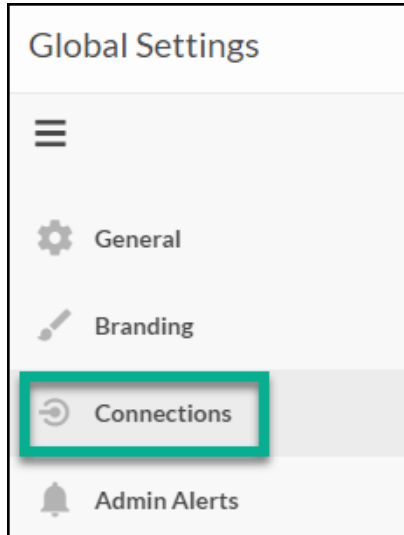 Global Settings
General
Branding
Connections
Admin Alerts